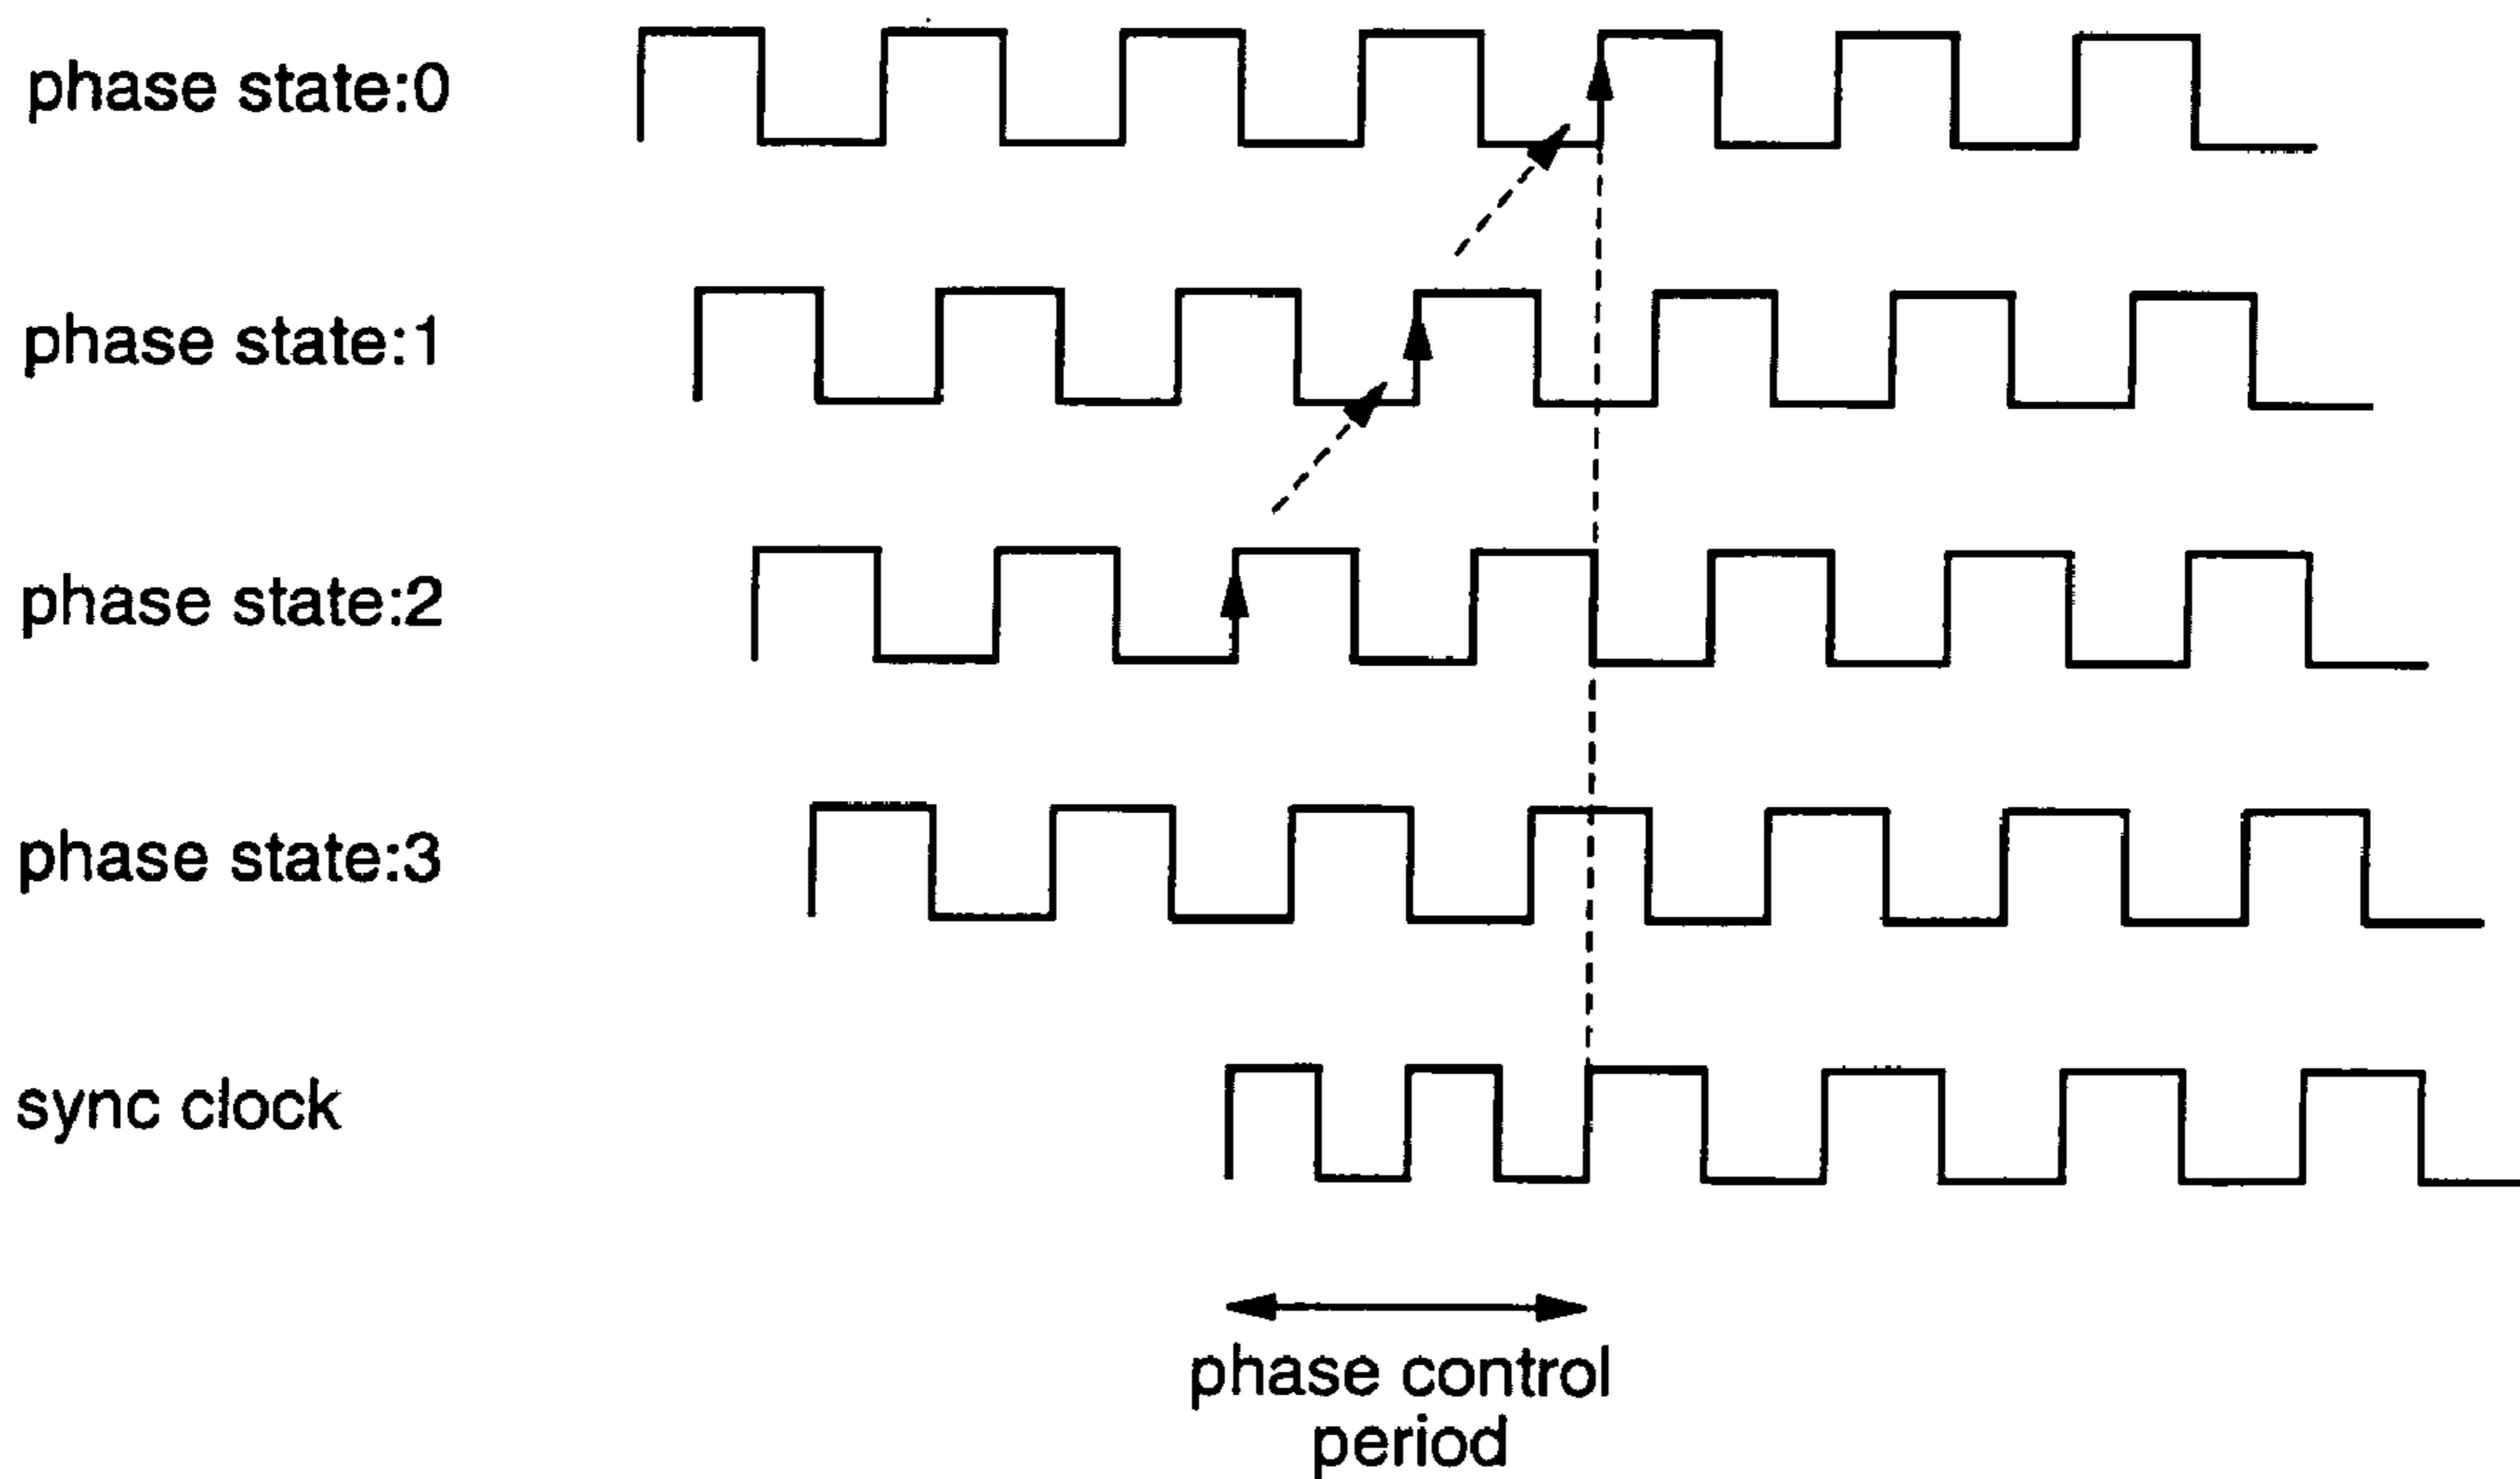 phase state:0
phase state:1
phase state:2
phase state:3
sync clock
phase control
period